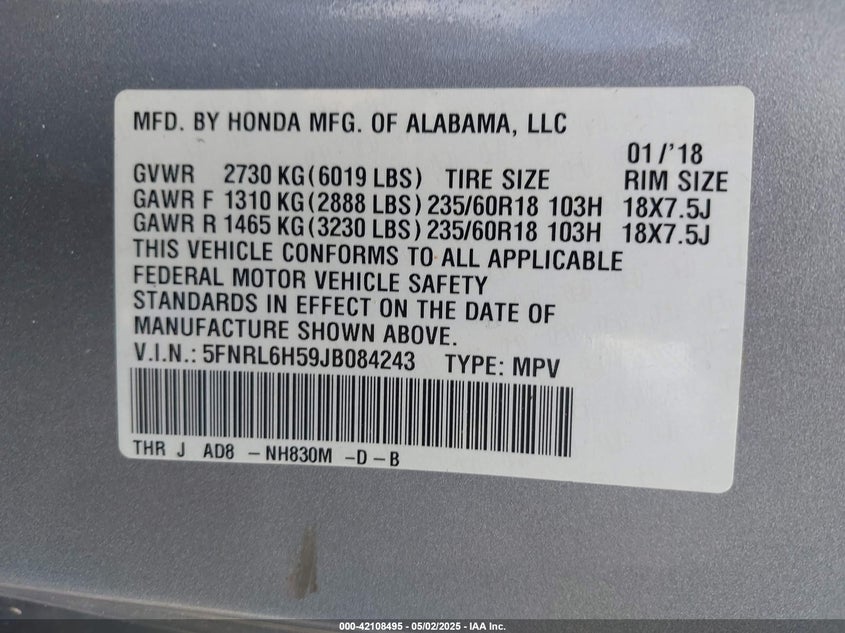 MFD. BY HONDA MFG. OF ALABAMA, LLC
01/'18
GVWR 2730 KG(6019 LBS) TIRE SIZE RIM SIZE
GAWR F 1310 KG(2888 LBS) 235/60R18 103H 18X7.5J
GAWR R 1465 KG(3230 LBS) 235/60R18 103H 18X7.5J
THIS VEHICLE CONFORMS TO ALL APPLICABLE
FEDERAL MOTOR VEHICLE SAFETY
STANDARDS IN EFFECT ON THE DATE OF
MANUFACTURE SHOWN ABOVE.
V.I.N.: 5FNRL6H59JB084243 TYPE: MPV
THR J AD8 – NH830M –D – B
000-42108495 - 05/02/2025 - IAA Inc.